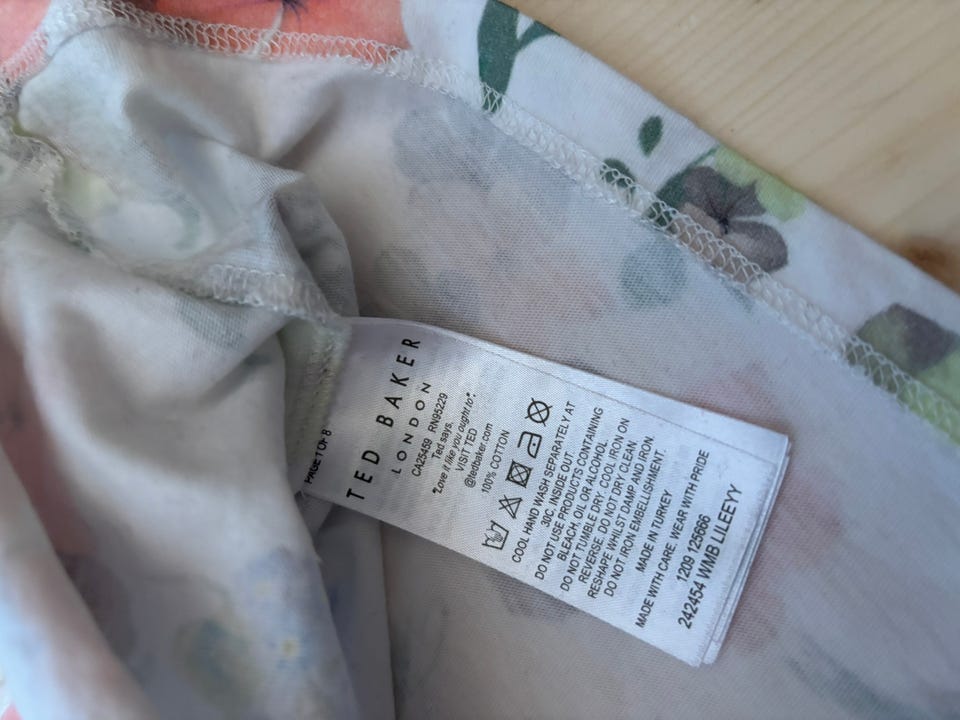 PAGE 1 OF 8
TED BAKER
LONDON
CA25459 RN95229
Ted says,
"Love it like you ought to".
VISIT TED
@tedbaker.com
100% COTTON
COOL HAND WASH SEPARATELY AT
30C. INSIDE OUT.
DO NOT USE PRODUCTS CONTAINING
BLEACH, OIL OR ALCOHOL.
DO NOT TUMBLE DRY. COOL IRON ON
REVERSE. DO NOT DRY CLEAN
RESHAPE WHILST DAMP AND IRON.
DO NOT IRON EMBELLISHMENT.
MADE IN TURKEY
MADE WITH CARE. WEAR WITH PRIDE
1209 125666
242454 WMB LILEEYY